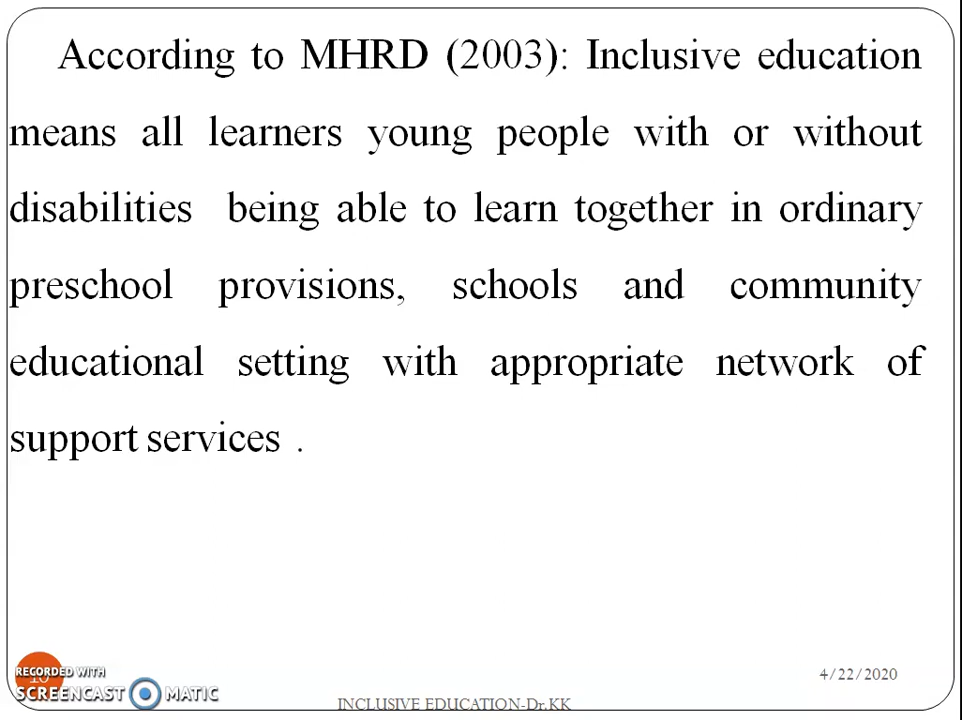 According to MHRD (2003): Inclusive education
means all learners young people with or without
disabilities being able to learn together in ordinary
preschool provisions, schools and community
educational setting with appropriate network of
support services .
RECORDED WITH
SCREENCAST MATIC
4/22/2020
INCLUSIVE EDUCATION-Dr.KK